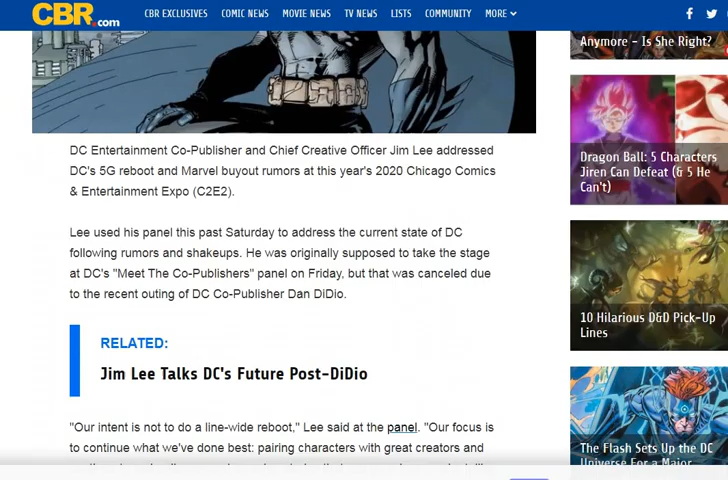 CBR.com
CBR EXCLUSIVES COMIC NEWS MOVIE NEWS TV NEWS LISTS COMMUNITY MORE
DC Entertainment Co-Publisher and Chief Creative Officer Jim Lee addressed
DC's 5G reboot and Marvel buyout rumors at this year's 2020 Chicago Comics
& Entertainment Expo (C2E2).
Lee used his panel this past Saturday to address the current state of DC
following rumors and shakeups. He was originally supposed to take the stage
at DC's "Meet The Co-Publishers" panel on Friday, but that was canceled due
to the recent outing of DC Co-Publisher Dan DiDio.
RELATED:
Jim Lee Talks DC's Future Post-DiDio
"Our intent is not to do a line-wide reboot," Lee said at the panel. "Our focus is
to continue what we've done best: pairing characters with great creators and
Anymore – Is She Right?
Dragon Ball: 5 Characters
Jiren Can Defeat (& 5 He
Can't)
10 Hilarious D&D Pick-Up
Lines
The Flash Sets Up the DC
Universe For a Major